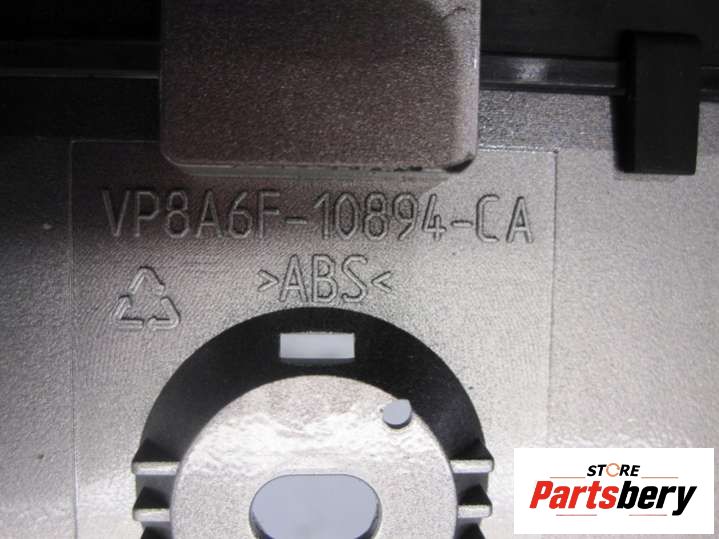 VP8A6F-10894-CA
>ABS<
STORE
Partsbery